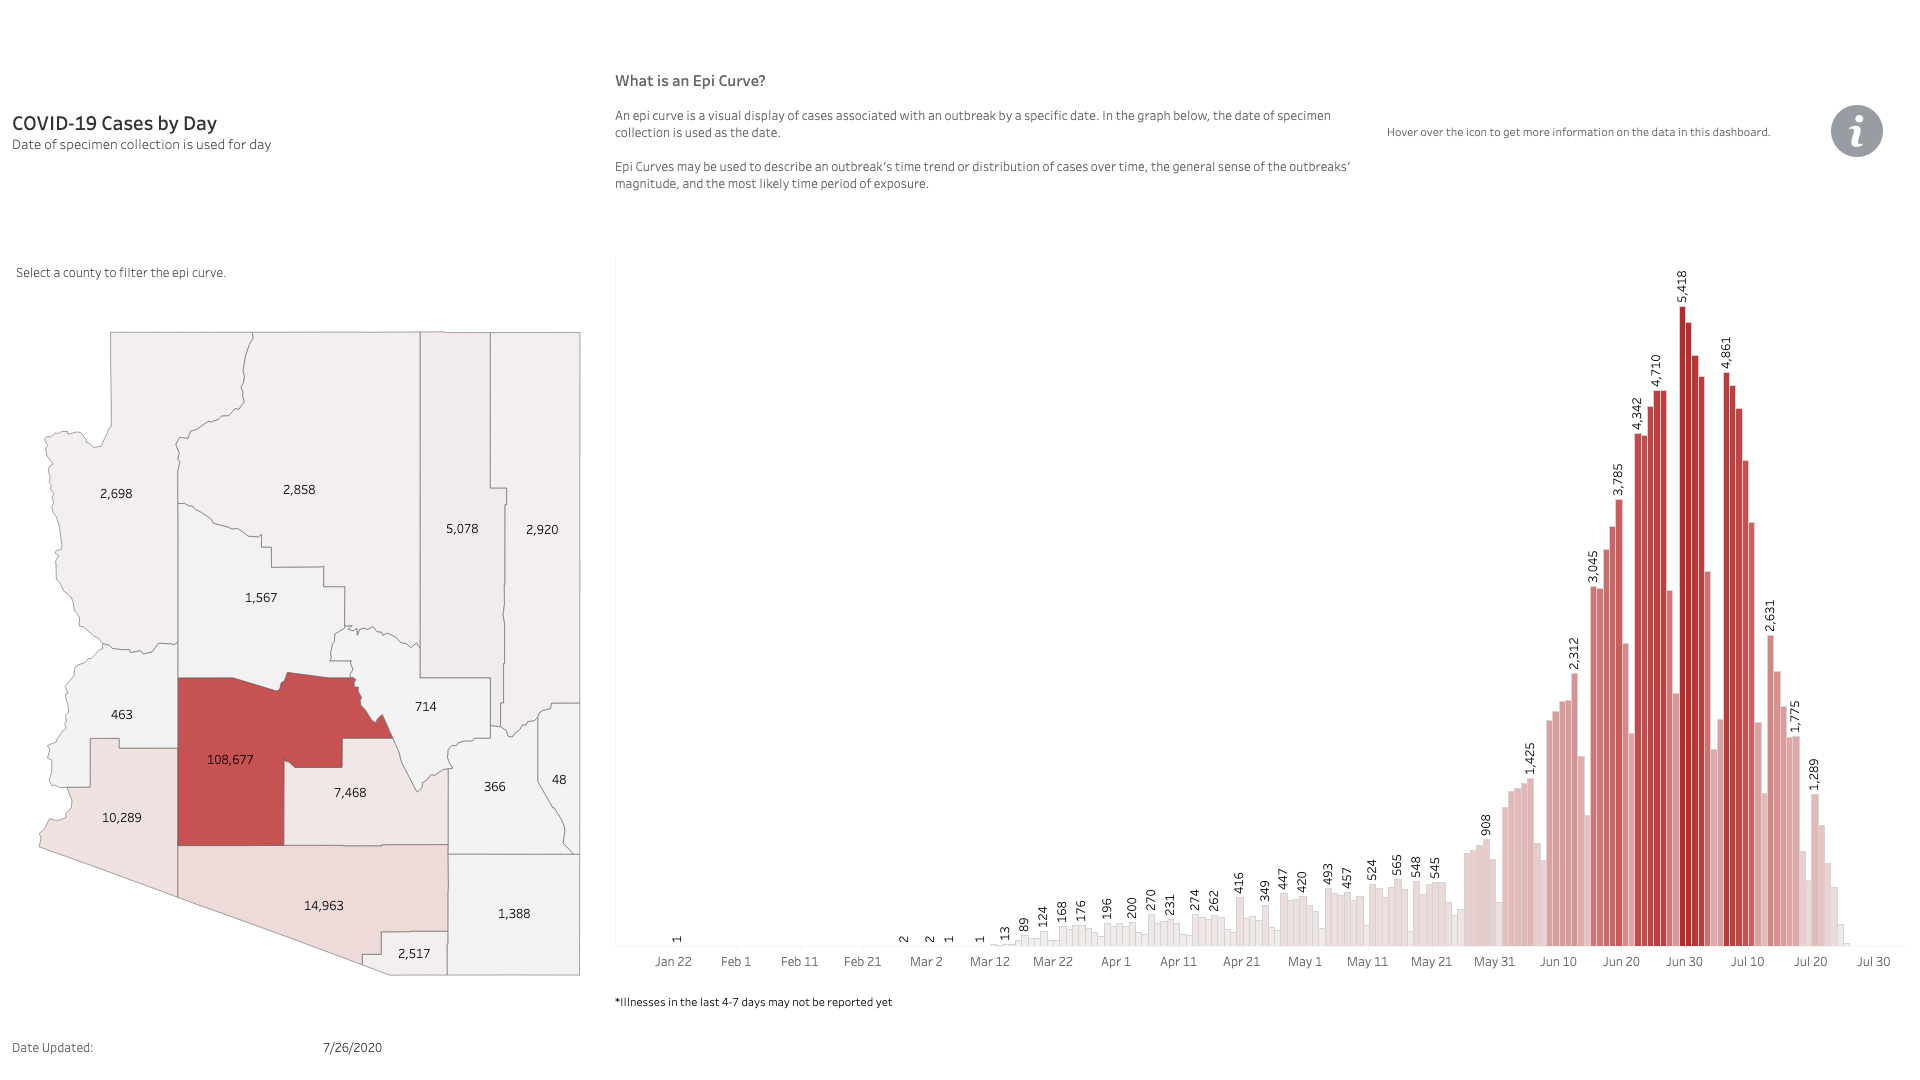 What is an Epi Curve?
COVID-19 Cases by Day
Date of specimen collection is used for day
An epi curve is a visual display of cases associated with an outbreak by a specific date. In the graph below, the date of specimen
collection is used as the date.
Epi Curves may be used to describe an outbreak's time trend or distribution of cases over time, the general sense of the outbreaks'
magnitude, and the most likely time period of exposure.
Hover over the icon to get more information on the data in this dashboard.
i
Select a county to filter the epi curve.
2,698
2,858
5,078
2,920
1,567
463
714
108,677
7,468
366
48
10,289
14,963
1,388
2,517
1
2
2
1
1
13
89
124
168
176
196
200
270
231
274
262
416
349
447
420
493
457
524
565
548
545
908
1,425
2,312
3,045
3,785
4,342
4,710
5,418
4,861
2,631
1,775
1,289
Jan 22
Feb 1
Feb 11
Feb 21
Mar 2
Mar 12
Mar 22
Apr 1
Apr 11
Apr 21
May 1
May 11
May 21
May 31
Jun 10
Jun 20
Jun 30
Jul 10
Jul 20
Jul 30
*Illnesses in the last 4-7 days may not be reported yet
Date Updated:
7/26/2020